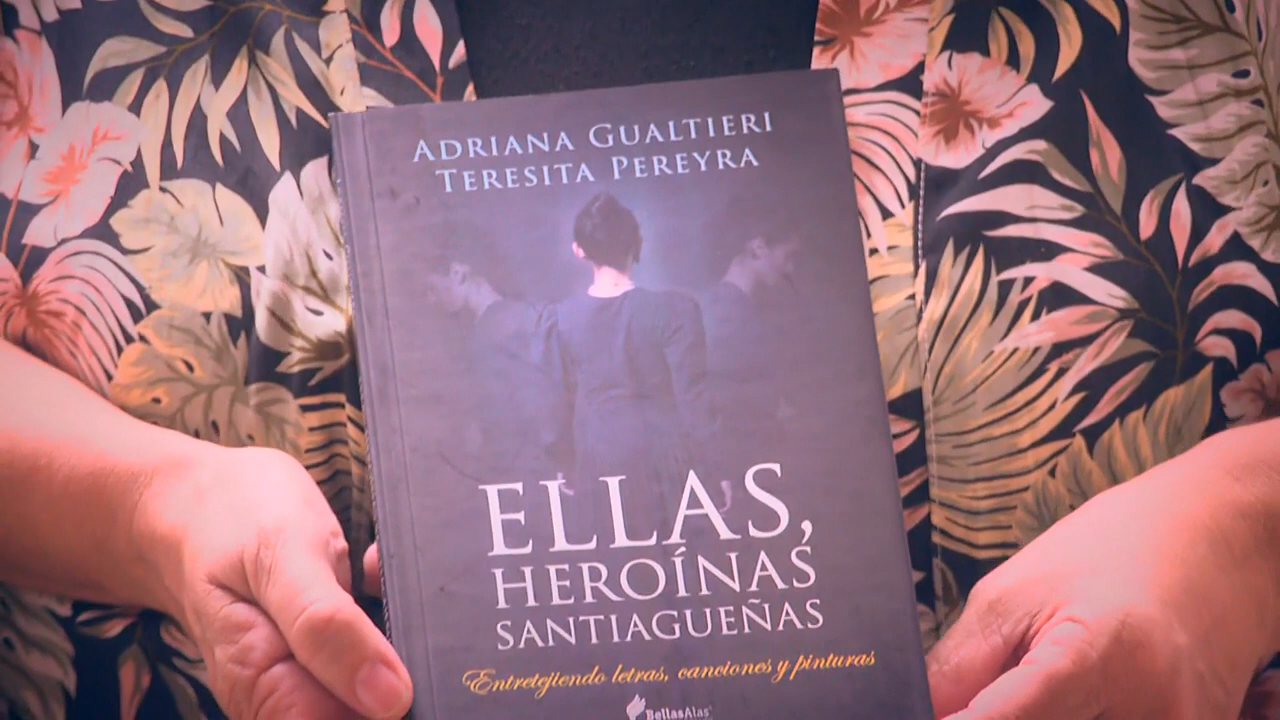 ADRIANA GUALTIERI
TERESITA PEREYRA
ELLAS,
HEROÍNAS
SANTIAGUEÑAS
Entretejiendo letras, canciones y pinturas
BellasAlas